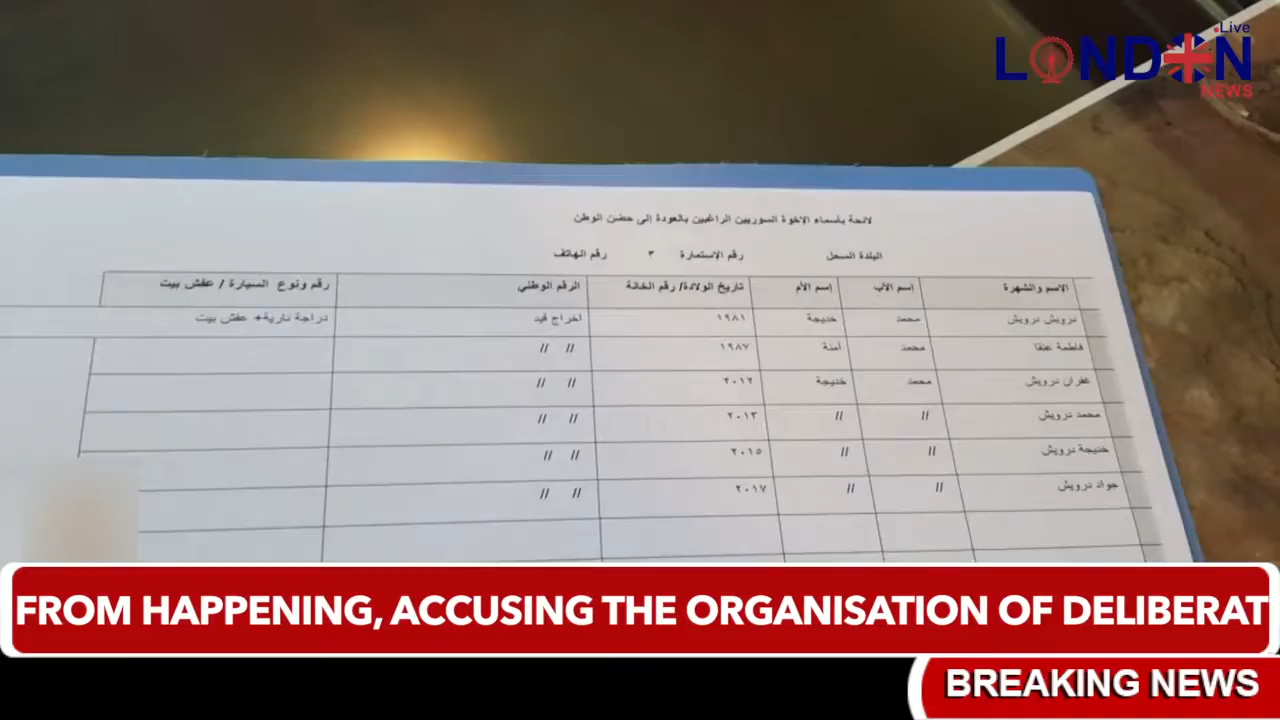 Live
LONDON
NEWS
لائحة بأسماء الإخوة السوريين الراغبين بالعودة إلى حضن الوطن
البلدة السحل رقم الإستمارة ٣ رقم الهاتف
الإسم والشهرة إسم الأب إسم الأم تاريخ الولادة/ رقم الخانة الرقم الوطني رقم ونوع السيارة / عفش بيت
درويش درويش محمد خديجة ١٩٨١ اخراج قيد دراجة نارية+ عفش بيت
فاطمة عنقا محمد أمنة ١٩٨٧ // //
غفران درويش محمد خديجة ٢٠١٢ // //
محمد درويش // // ٢٠١٣ // //
خديجة درويش // // ٢٠١٥ // //
جواد درويش // // ٢٠١٧ // //
FROM HAPPENING, ACCUSING THE ORGANISATION OF DELIBERAT
BREAKING NEWS